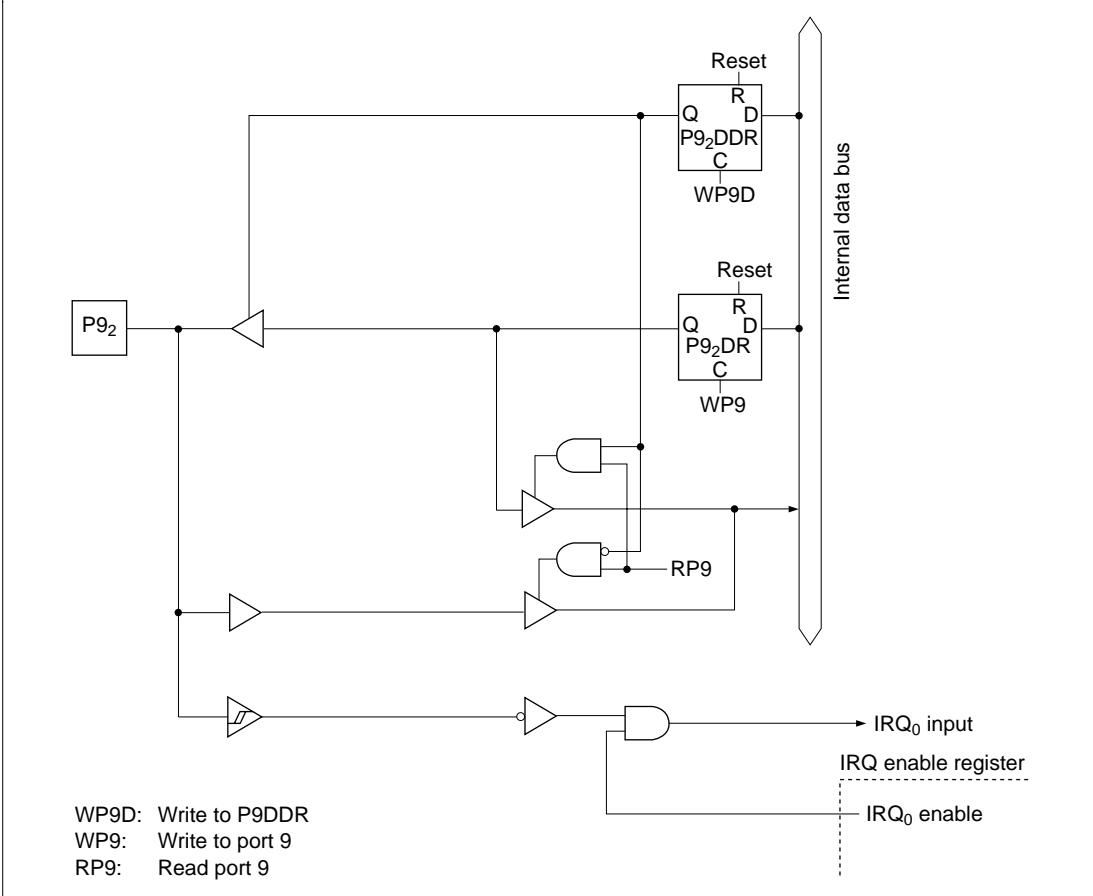 Reset
R
Q D
P9₂DDR
C
WP9D
Internal data bus
Reset
R
P9₂
Q D
P9₂DR
C
WP9
RP9
IRQ₀ input
IRQ enable register
IRQ₀ enable
WP9D: Write to P9DDR
WP9: Write to port 9
RP9: Read port 9